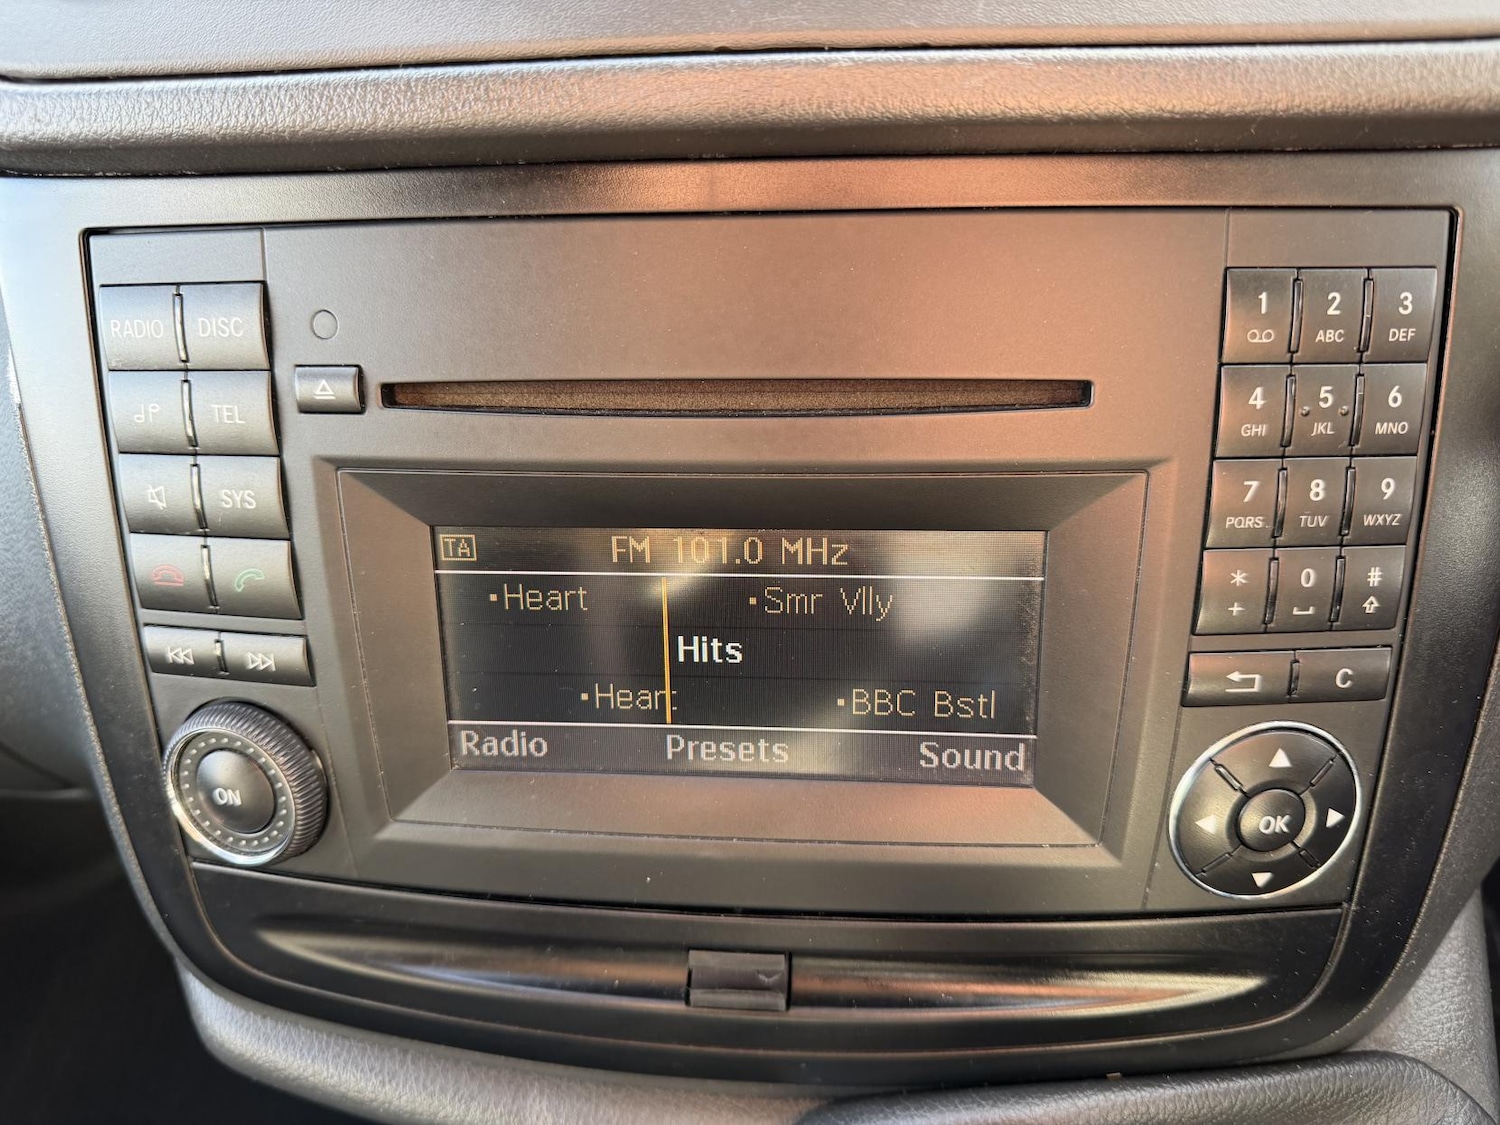 RADIO DISC
TEL
SYS
ON
TA FM 101.0 MHz
Heart Smr Vlly
Hits
Heart BBC Bstl
Radio Presets Sound
1 2 3
ABC DEF
4 5 6
GHI JKL MNO
7 8 9
PQRS TUV WXYZ
* 0 #
+
C
OK